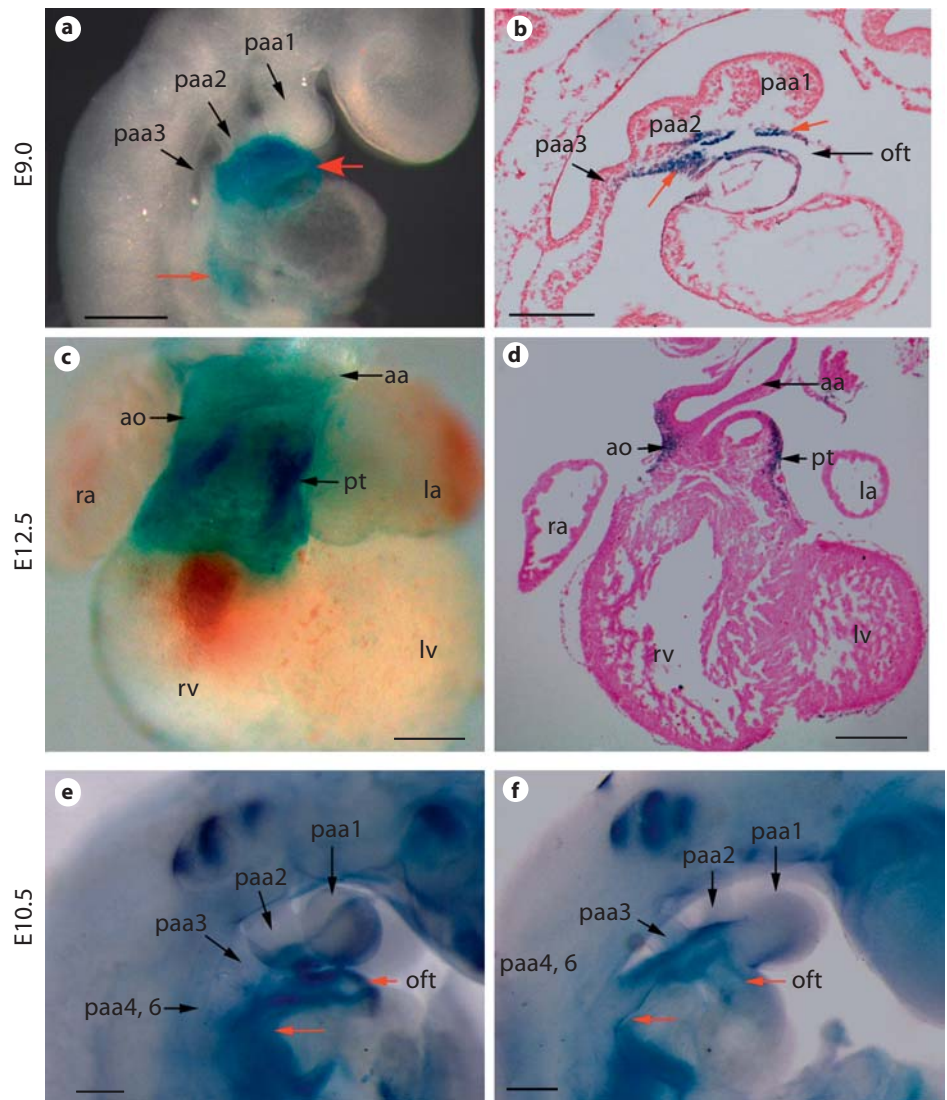 a
paa1
paa2
paa3
E9.0
b
paa1
paa2
paa3
oft
c
aa
ao
pt
ra
la
lv
rv
E12.5
d
aa
ao
pt
la
ra
lv
rv
e
paa1
paa2
paa3
oft
paa4, 6
E10.5
f
paa1
paa2
paa3
paa4, 6
oft